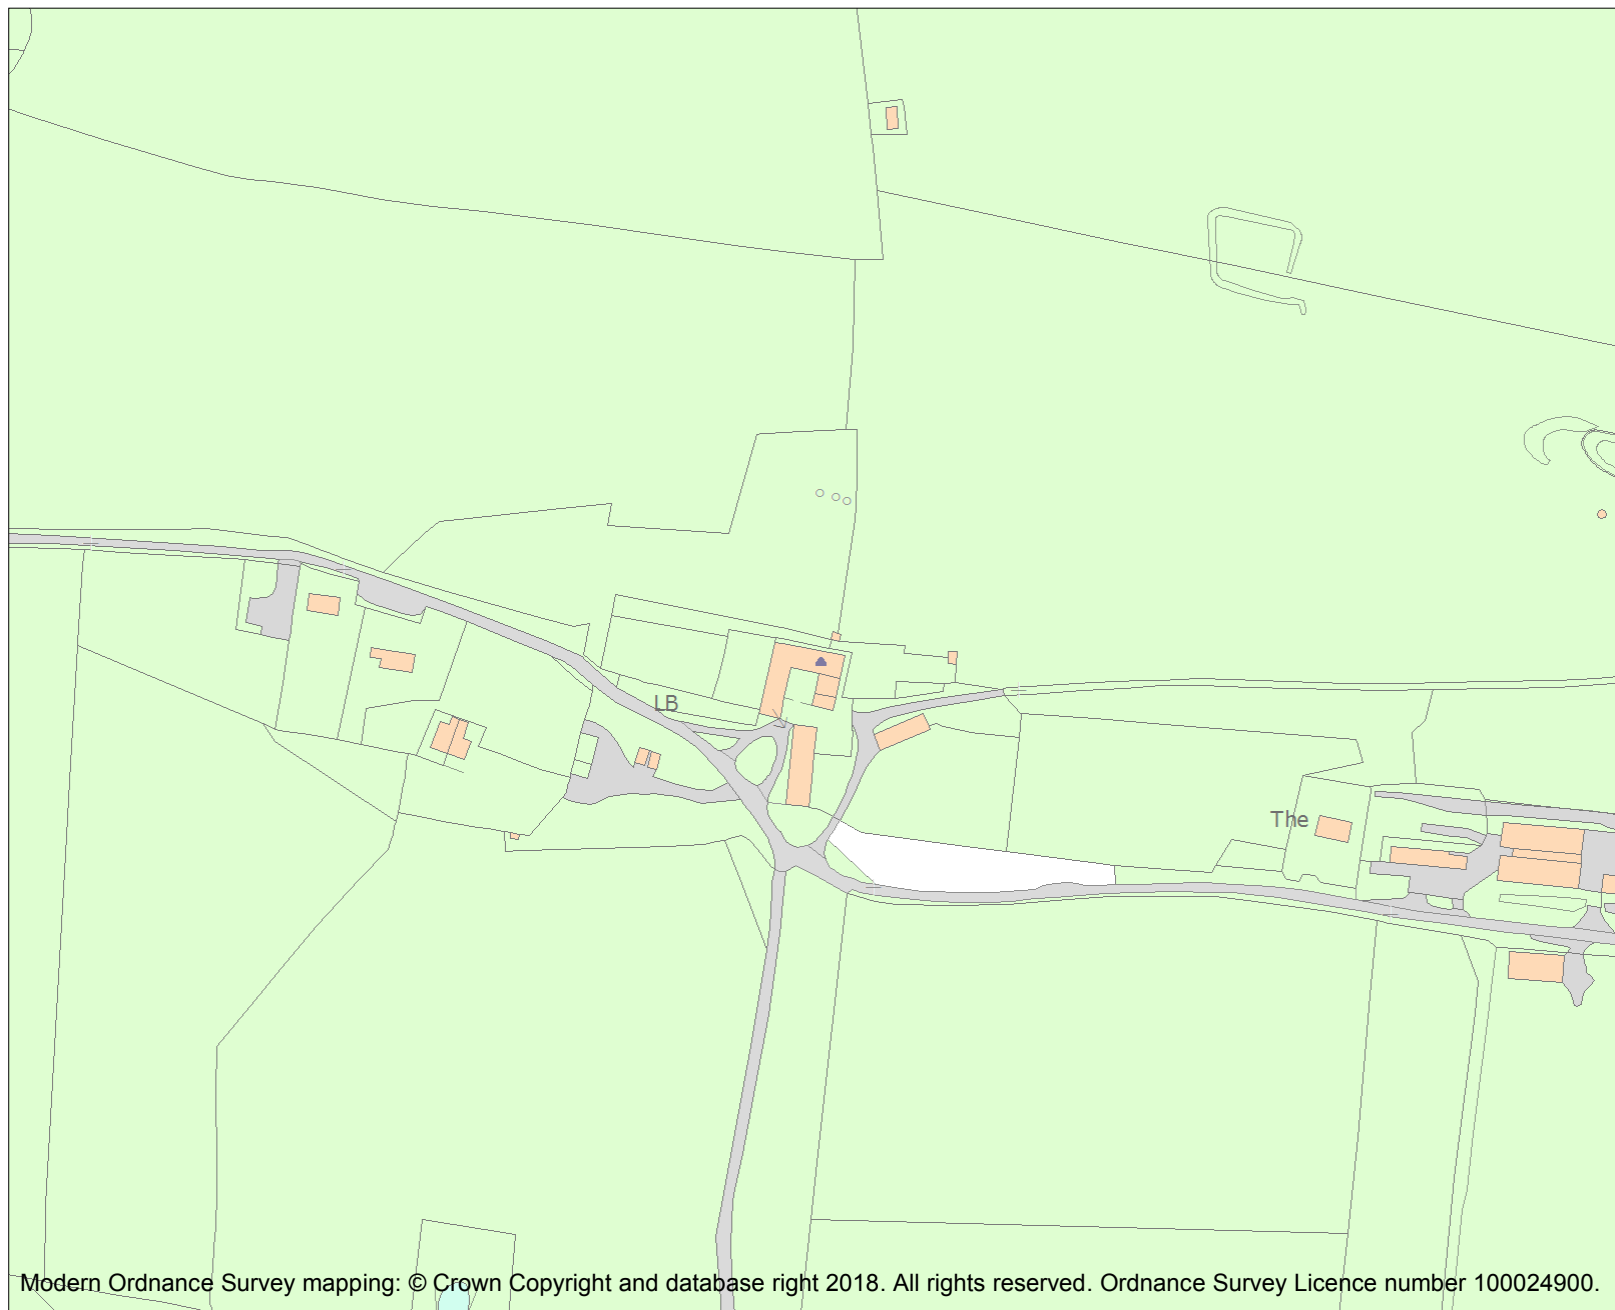 LB
The
Modern Ordnance Survey mapping: © Crown Copyright and database right 2018. All rights reserved. Ordnance Survey Licence number 100024900.